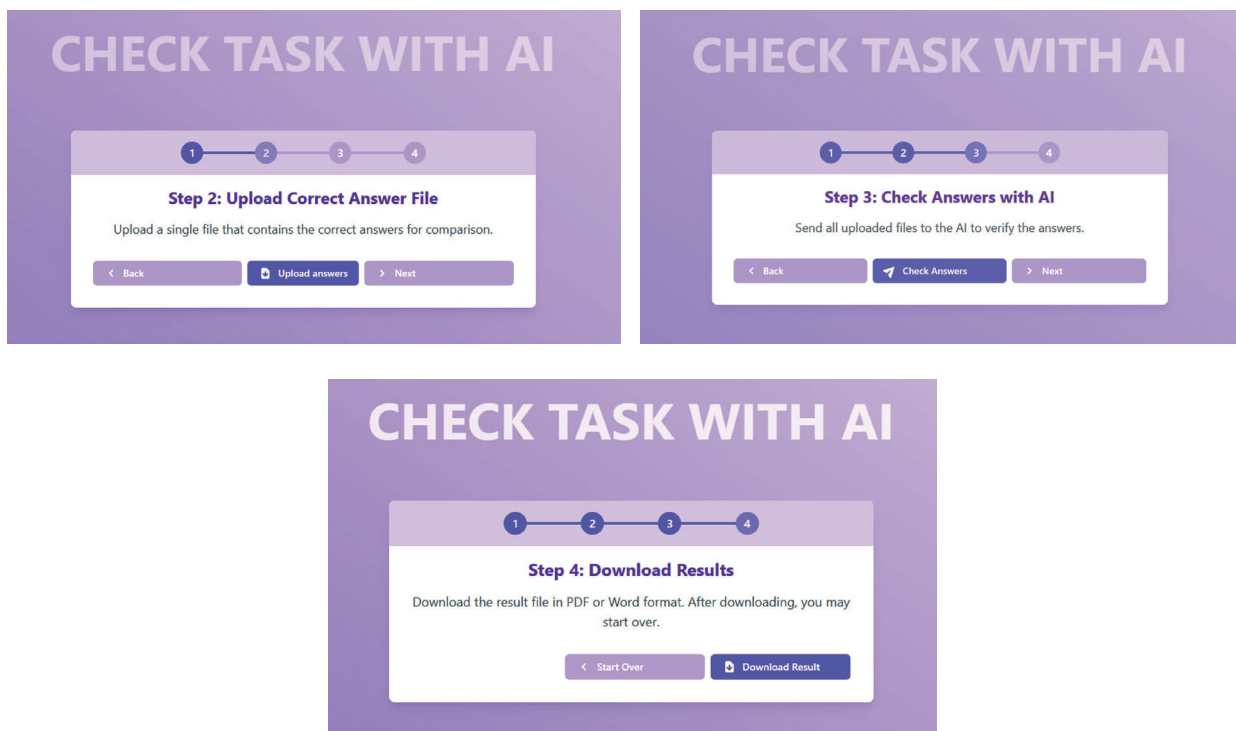 CHECK TASK WITH AI
1 2 3 4
Step 2: Upload Correct Answer File
Upload a single file that contains the correct answers for comparison.
Back Upload answers Next
CHECK TASK WITH AI
1 2 3 4
Step 3: Check Answers with AI
Send all uploaded files to the AI to verify the answers.
Back Check Answers Next
CHECK TASK WITH AI
1 2 3 4
Step 4: Download Results
Download the result file in PDF or Word format. After downloading, you may
start over.
Start Over Download Result